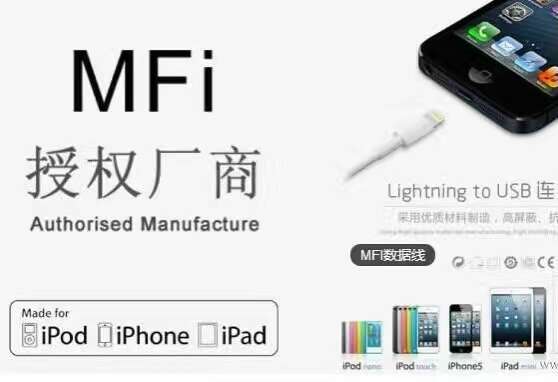 MFi
授权厂商
Authorised Manufacture
Made for
iPod iPhone iPad
Lightning to USB 连
采用优质材料制造，高屏蔽、抗
MFI数据线
CE
iPod nano iPod touch iPhone5 iPad mini WWW